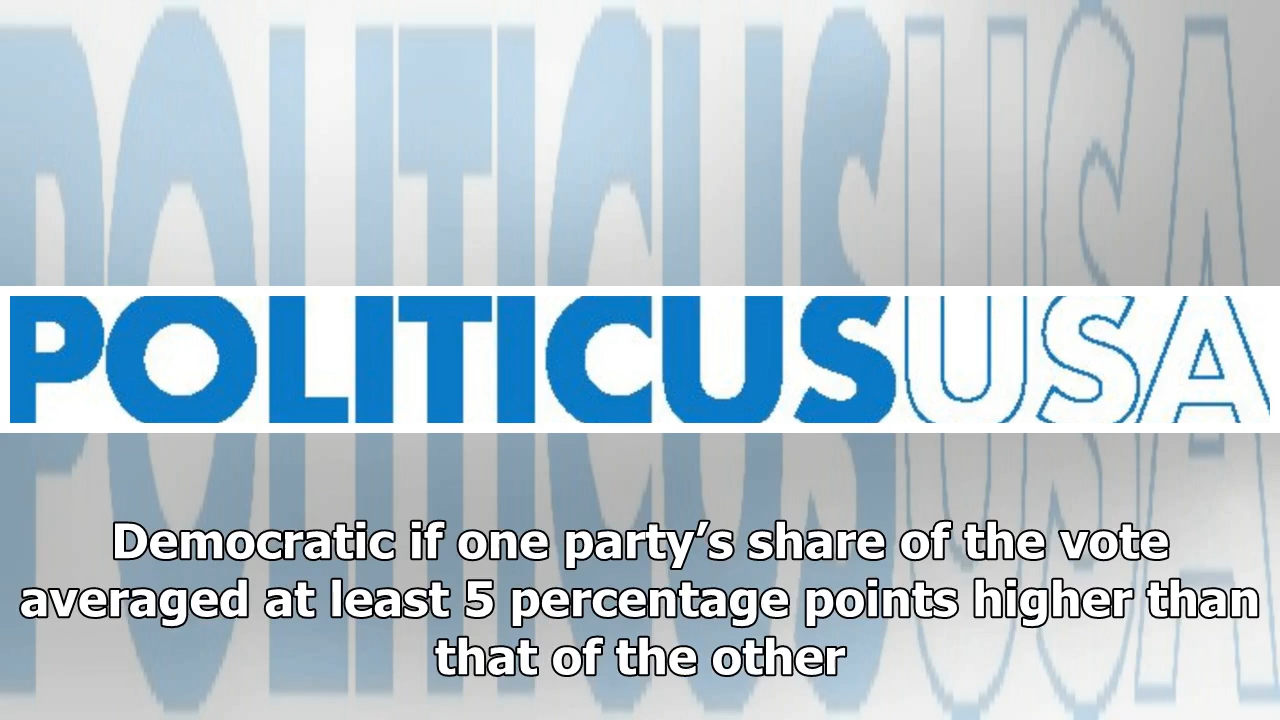 POLITICUSUSA
POLITICUSUSA
Democratic if one party’s share of the vote
averaged at least 5 percentage points higher than
that of the other